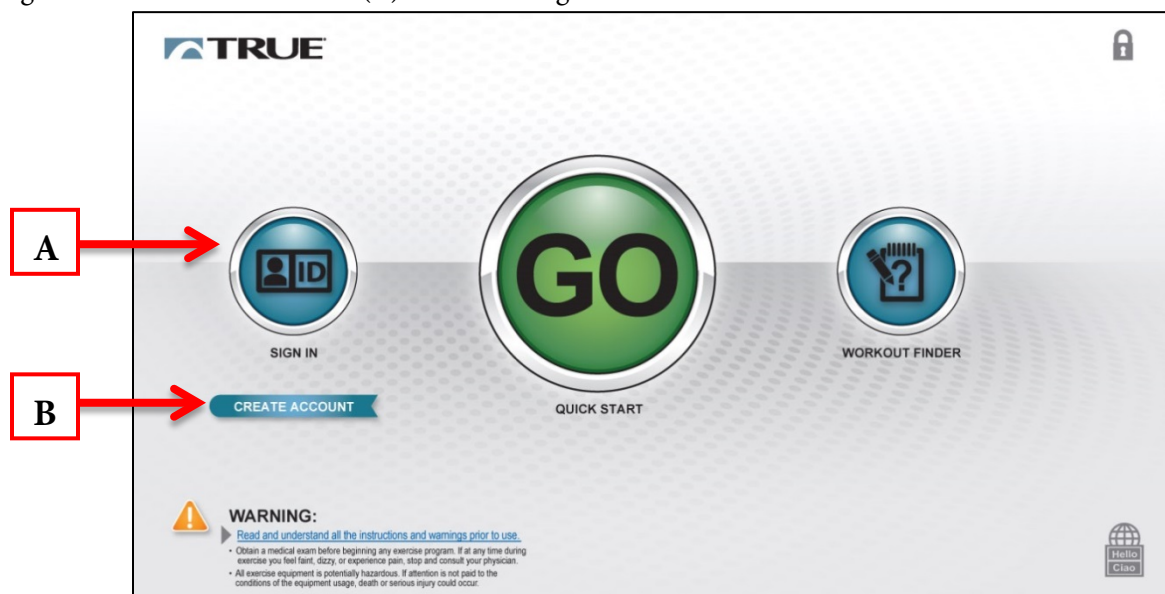 TRUE
A
ID
GO
?
SIGN IN
WORKOUT FINDER
B
CREATE ACCOUNT
QUICK START
WARNING:
Read and understand all the instructions and warnings prior to use.
• Obtain a medical exam before beginning any exercise program. If at any time during
exercise you feel faint, dizzy, or experience pain, stop and consult your physician.
• All exercise equipment is potentially hazardous. If attention is not paid to the
conditions of the equipment usage, death or serious injury could occur.
Hello
Ciao